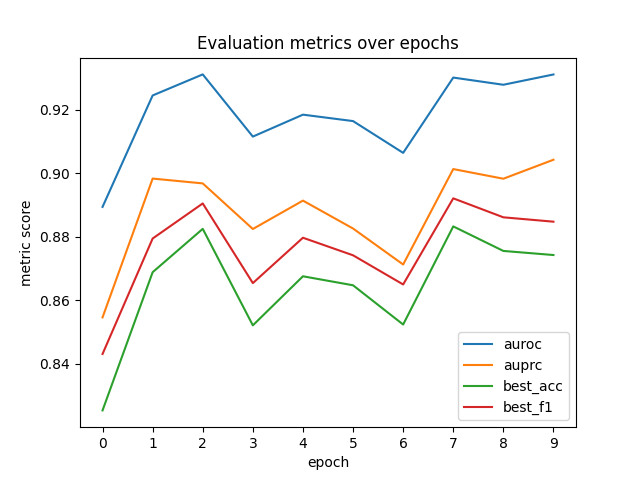 Evaluation metrics over epochs
metric score
0.92
0.90
0.88
0.86
0.84
auroc
auprc
best_acc
best_f1
0 1 2 3 4 5 6 7 8 9
epoch